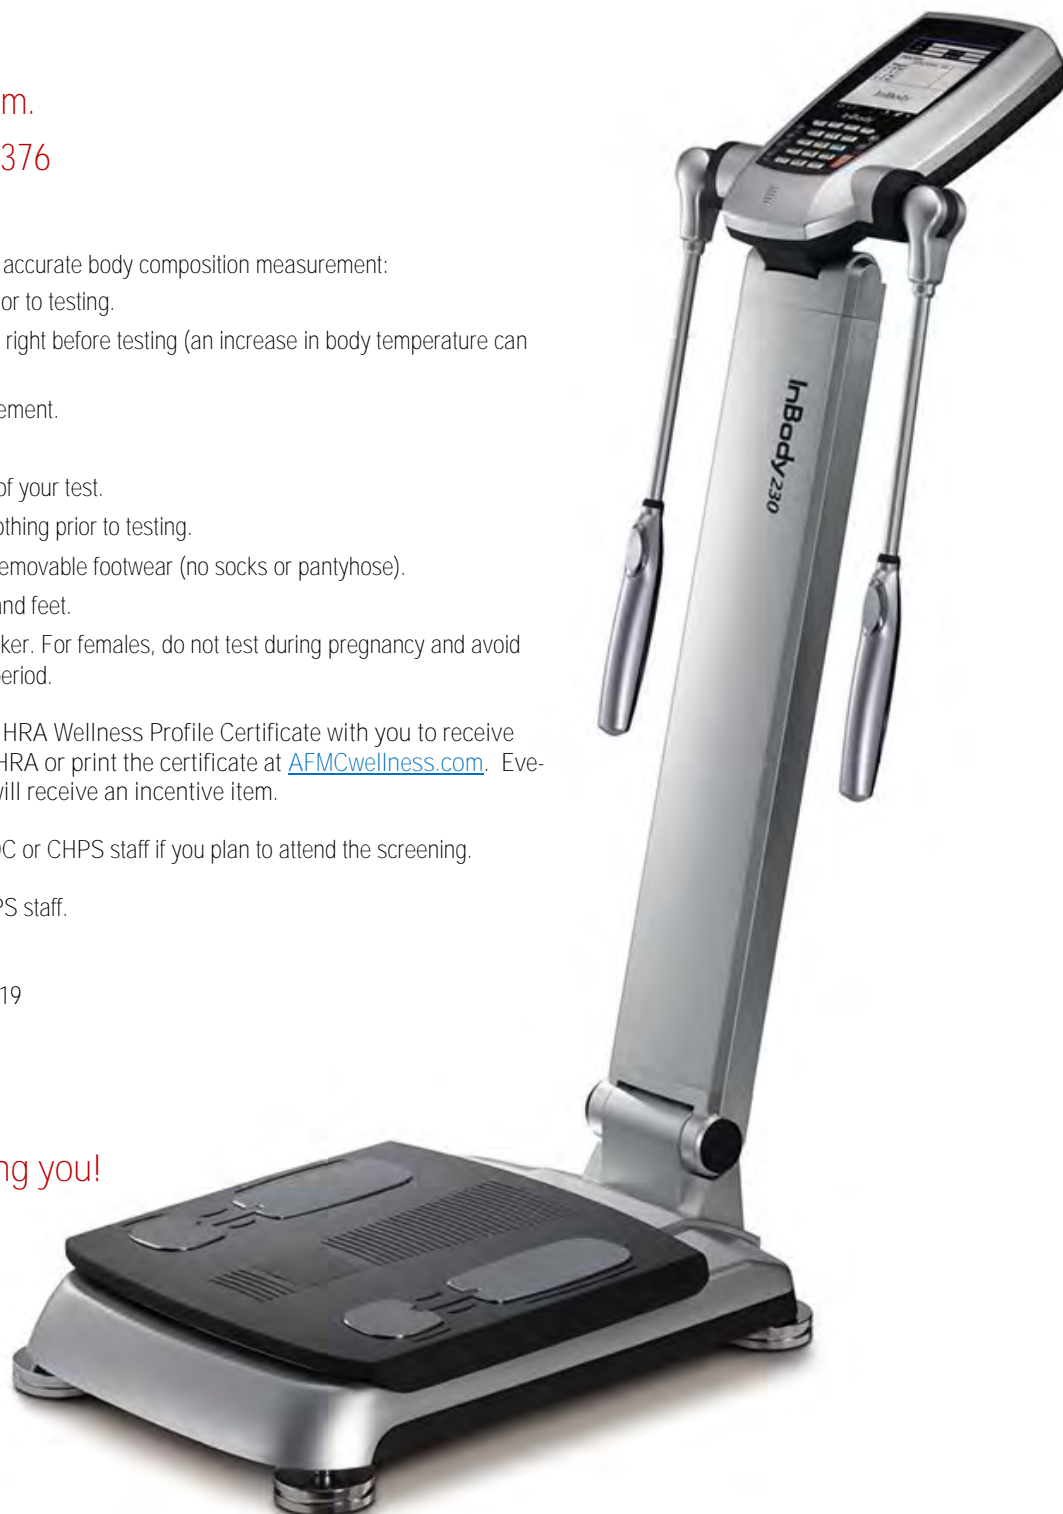 m.
376
accurate body composition measurement:
or to testing.
right before testing (an increase in body temperature can
ement.
of your test.
othing prior to testing.
emovable footwear (no socks or pantyhose).
and feet.
ker. For females, do not test during pregnancy and avoid
eriod.
HRA Wellness Profile Certificate with you to receive
HRA or print the certificate at AFMCwellness.com. Eve-
will receive an incentive item.
OC or CHPS staff if you plan to attend the screening.
PS staff.
19
ng you!
InBody
InBody
InBody 230